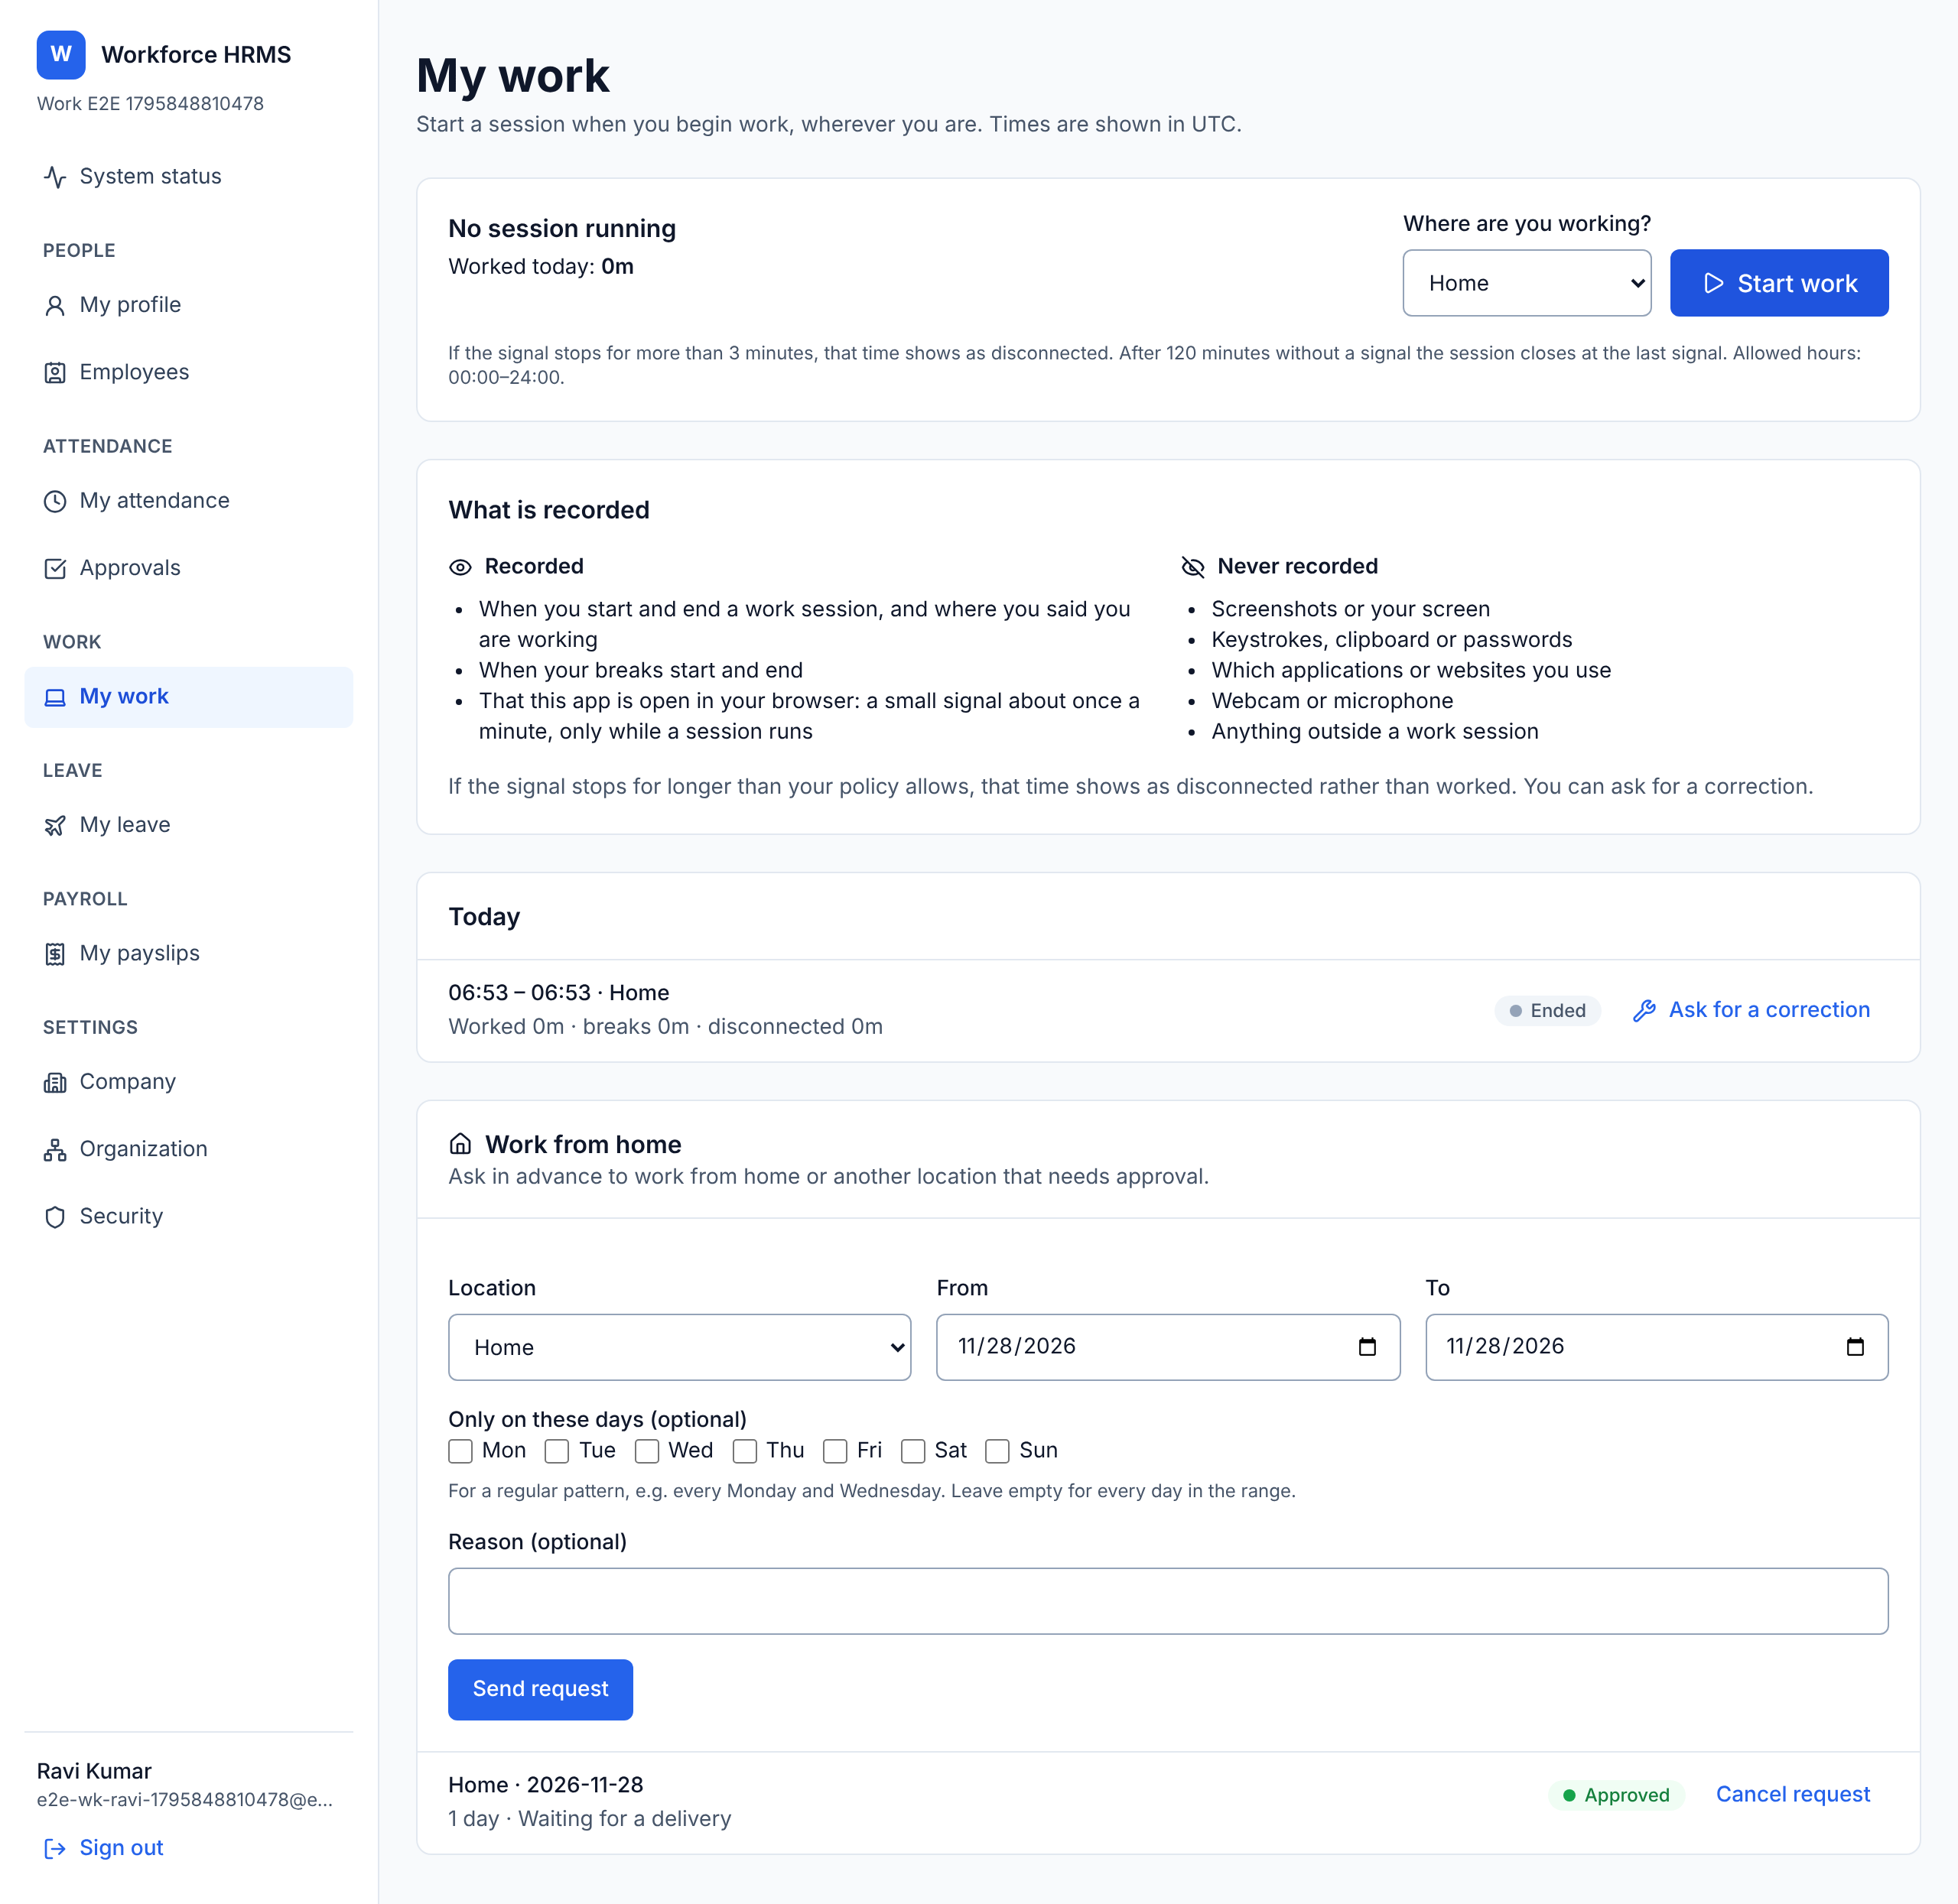 W
Workforce HRMS
Work E2E 1795848810478
System status
PEOPLE
My profile
Employees
ATTENDANCE
My attendance
Approvals
WORK
My work
LEAVE
My leave
PAYROLL
My payslips
SETTINGS
Company
Organization
Security
Ravi Kumar
e2e-wk-ravi-1795848810478@e...
Sign out
My work
Start a session when you begin work, wherever you are. Times are shown in UTC.
No session running
Worked today: 0m
Where are you working?
Home
Start work
If the signal stops for more than 3 minutes, that time shows as disconnected. After 120 minutes without a signal the session closes at the last signal. Allowed hours:
00:00–24:00.
What is recorded
Recorded
• When you start and end a work session, and where you said you
are working
• When your breaks start and end
• That this app is open in your browser: a small signal about once a
minute, only while a session runs
Never recorded
• Screenshots or your screen
• Keystrokes, clipboard or passwords
• Which applications or websites you use
• Webcam or microphone
• Anything outside a work session
If the signal stops for longer than your policy allows, that time shows as disconnected rather than worked. You can ask for a correction.
Today
06:53 – 06:53 · Home
Worked 0m · breaks 0m · disconnected 0m
Ended
Ask for a correction
Work from home
Ask in advance to work from home or another location that needs approval.
Location
Home
From
11/28/2026
To
11/28/2026
Only on these days (optional)
Mon Tue Wed Thu Fri Sat Sun
For a regular pattern, e.g. every Monday and Wednesday. Leave empty for every day in the range.
Reason (optional)
Send request
Home · 2026-11-28
1 day · Waiting for a delivery
Approved
Cancel request